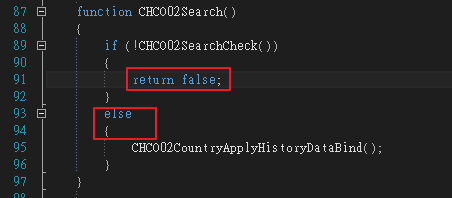 87 function CHC002Search()
88 {
89 if (!CHC002SearchCheck())
90 {
91 return false;
92 }
93 else
94 {
95 CHC002CountryApplyHistoryDataBind();
96 }
97 }